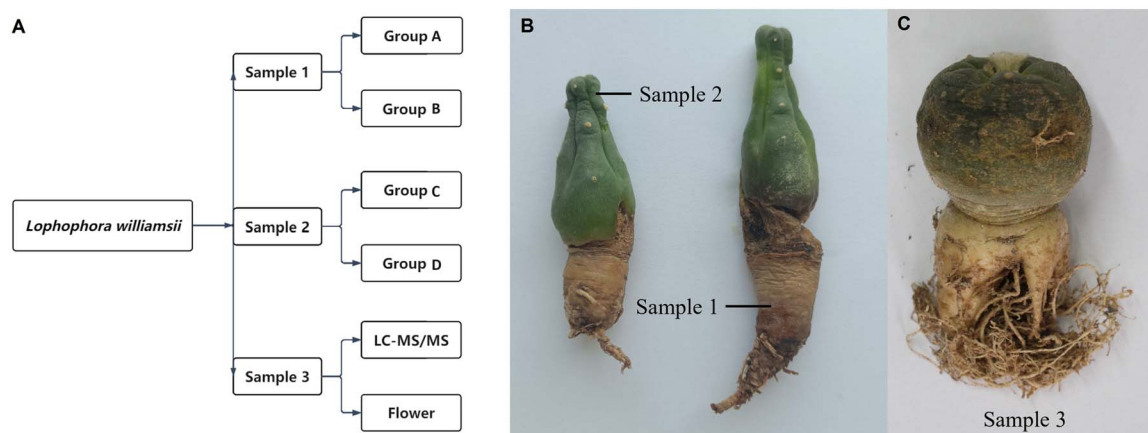 A
Group A
Sample 1
Group B
Group C
Lophophora williamsii
Sample 2
Group D
LC-MS/MS
Sample 3
Flower
B
Sample 2
Sample 1
C
Sample 3